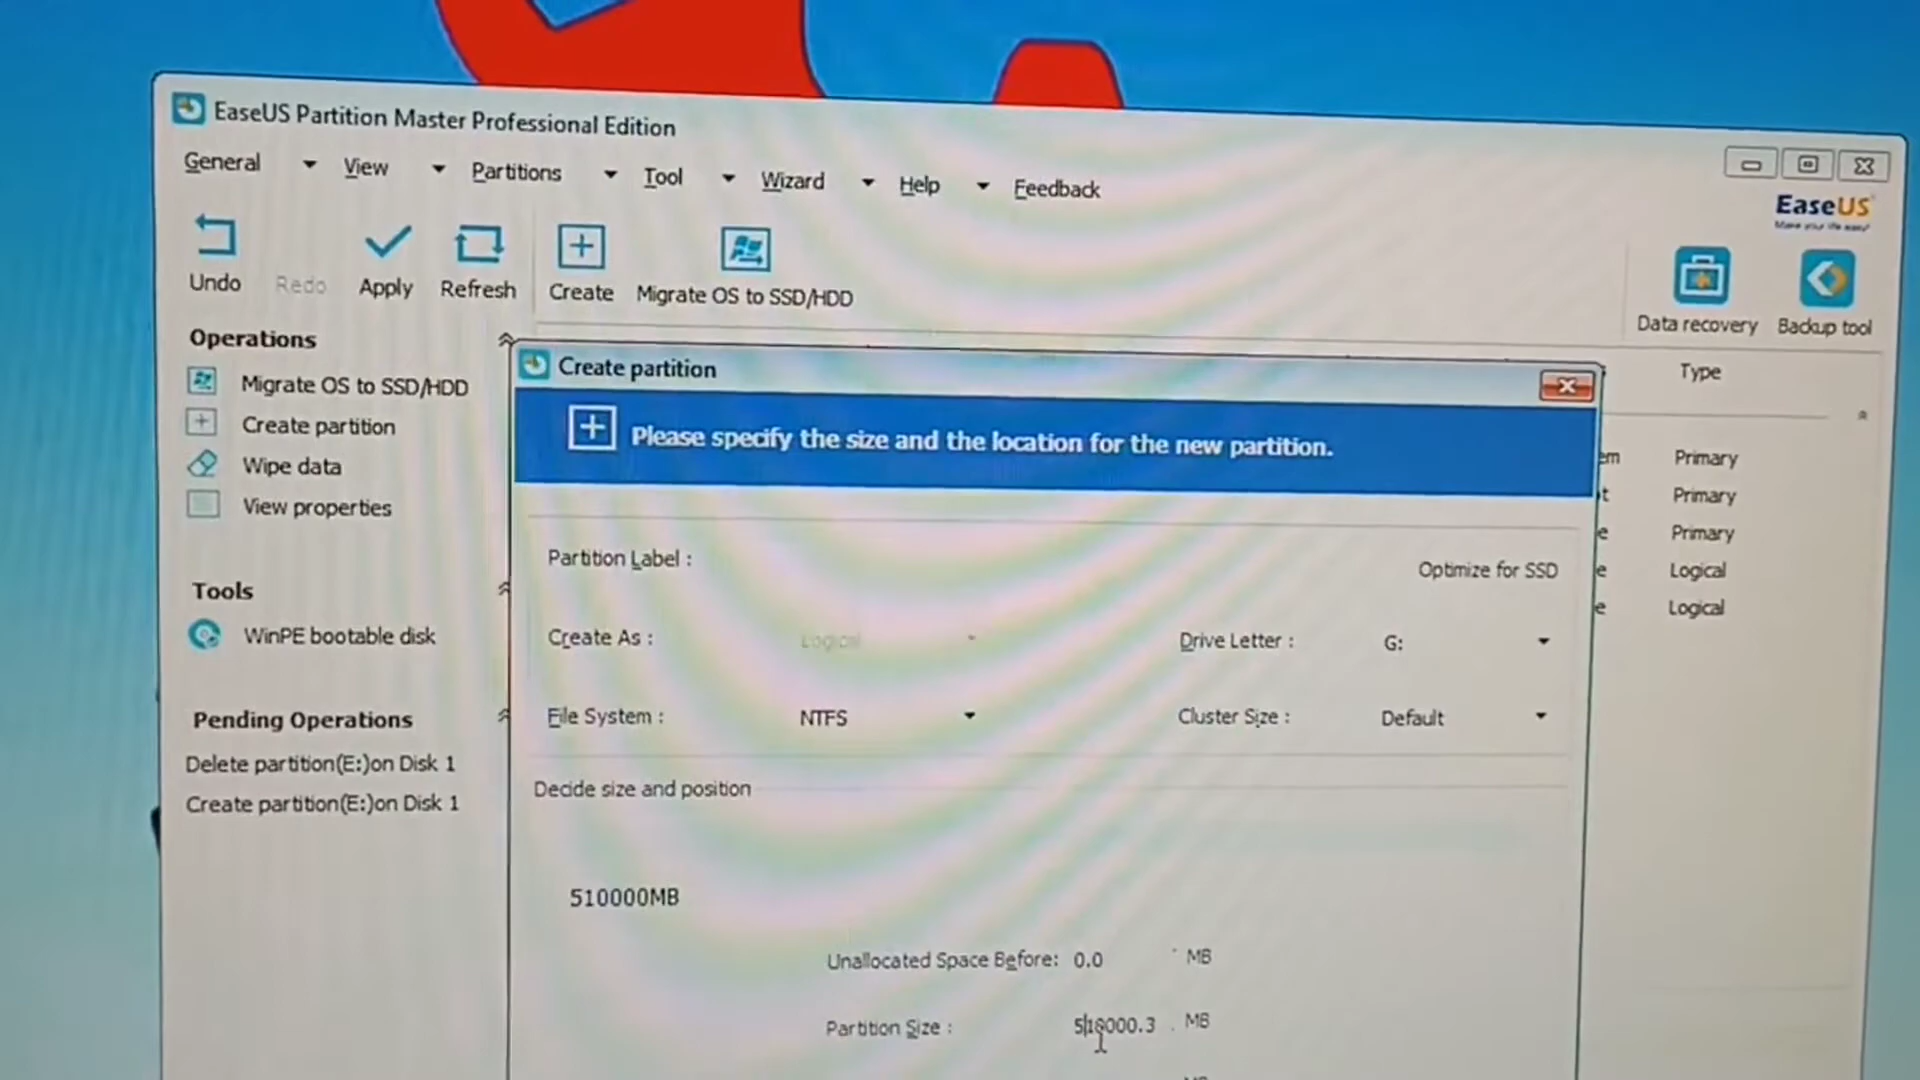 EaseUS Partition Master Professional Edition
General View Partitions Tool Wizard Help Feedback
EaseUS
Make your life easy!
Undo Redo Apply Refresh Create Migrate OS to SSD/HDD Data recovery Backup tool
Operations
Migrate OS to SSD/HDD
Create partition
Wipe data
View properties
Tools
WinPE bootable disk
Pending Operations
Delete partition(E:)on Disk 1
Create partition(E:)on Disk 1
Create partition
Please specify the size and the location for the new partition.
Partition Label :
Optimize for SSD
Create As : Logical Drive Letter : G:
File System : NTFS Cluster Size : Default
Decide size and position
510000MB
Unallocated Space Before: 0.0 MB
Partition Size : MB
Type
Primary
Primary
Primary
Logical
Logical